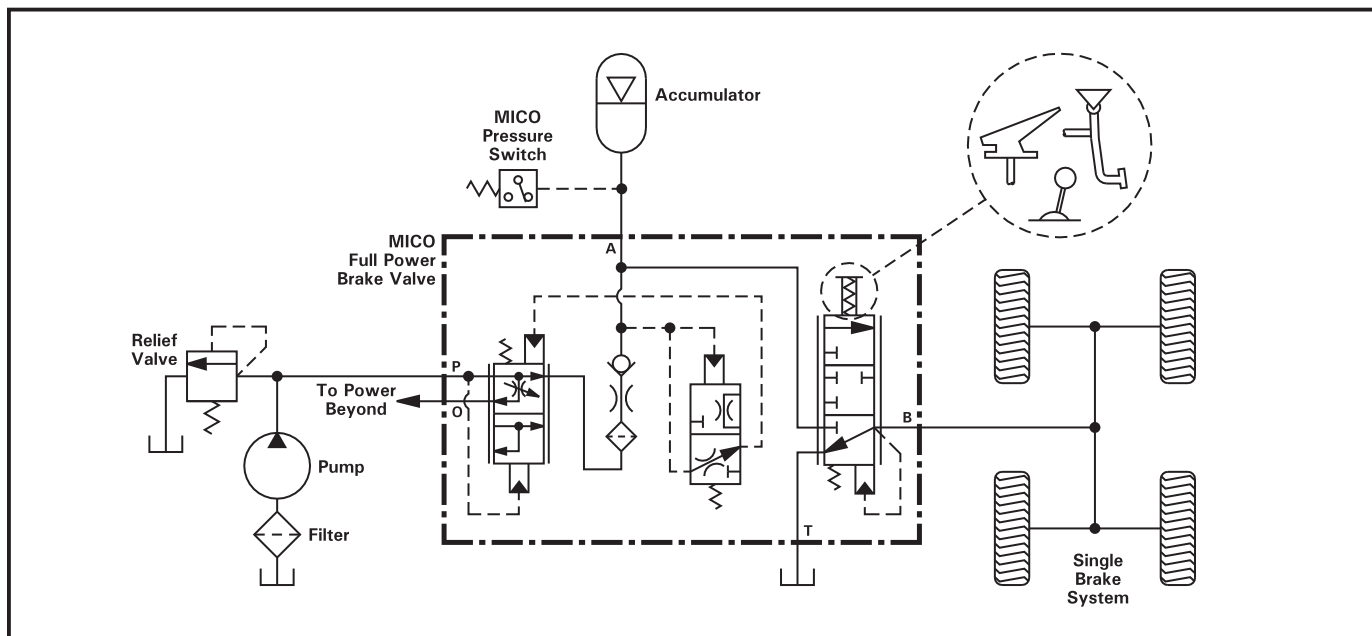 Accumulator
MICO
Pressure
Switch
MICO
Full Power
Brake Valve
A
Relief
Valve
P
To Power
Beyond
O
B
Pump
Filter
T
Single
Brake
System